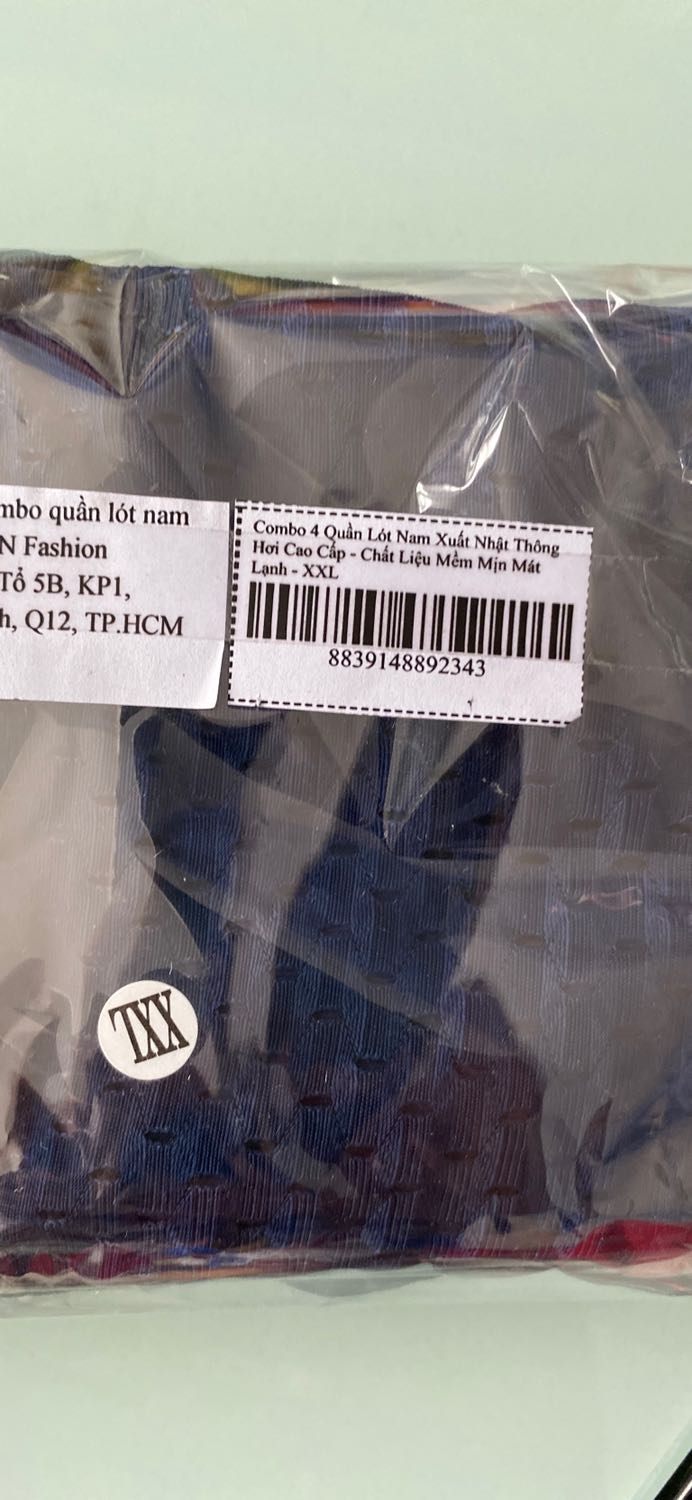 mbo quần lót nam
N Fashion
Tổ 5B, KP1,
h, Q12, TP.HCM
Combo 4 Quần Lót Nam Xuất Nhật Thông
Hơi Cao Cấp - Chất Liệu Mềm Mịn Mát
Lạnh - XXL
8839148892343
XXL